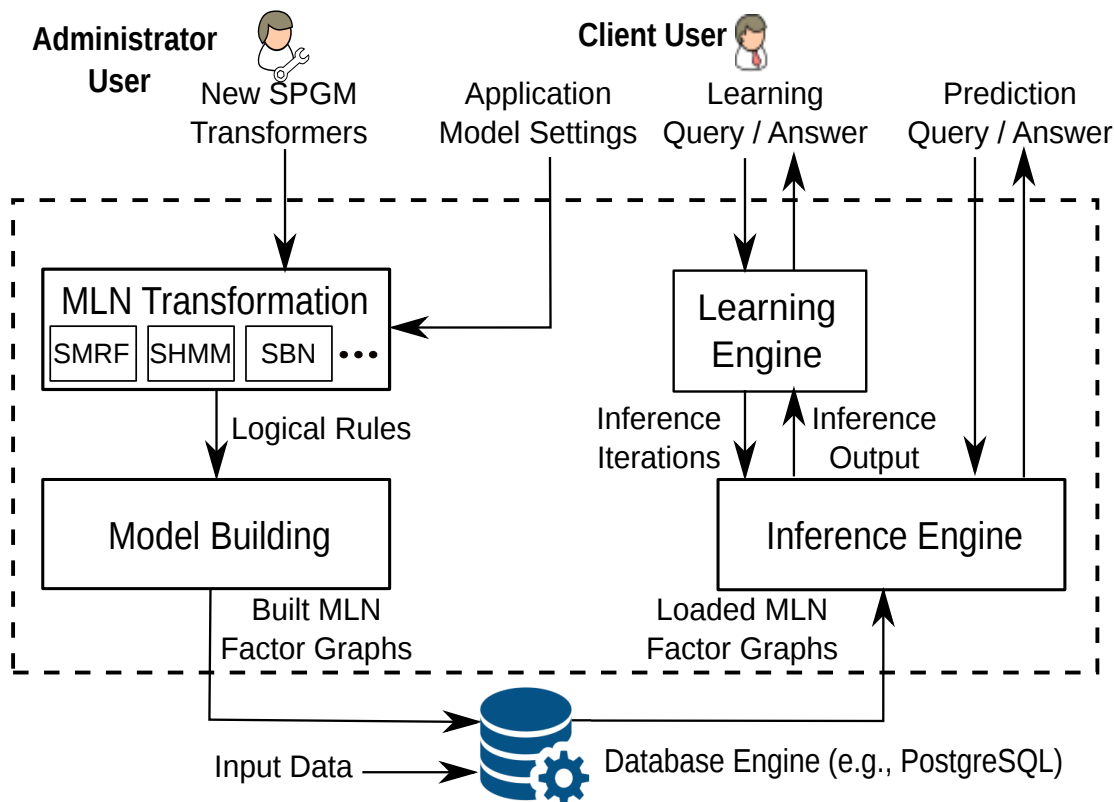 Administrator
User
Client User
New SPGM
Transformers
Application
Model Settings
Learning
Query / Answer
Prediction
Query / Answer
MLN Transformation
SMRF
SHMM
SBN
•••
Learning
Engine
Logical Rules
Inference
Iterations
Inference
Output
Model Building
Inference Engine
Built MLN
Factor Graphs
Loaded MLN
Factor Graphs
Input Data
Database Engine (e.g., PostgreSQL)